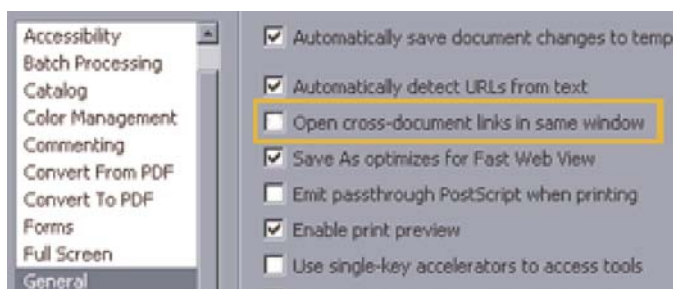 Accessibility
Batch Processing
Catalog
Color Management
Commenting
Convert From PDF
Convert To PDF
Forms
Full Screen
General
Automatically save document changes to temp
Automatically detect URLs from text
Open cross-document links in same window
Save As optimizes for Fast Web View
Emit passthrough PostScript when printing
Enable print preview
Use single-key accelerators to access tools